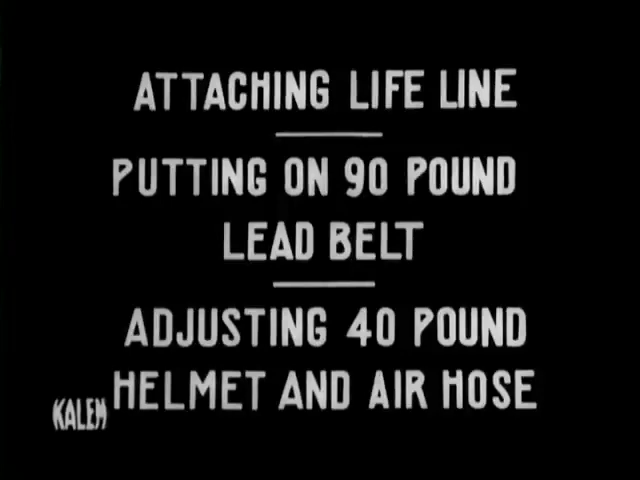 ATTACHING LIFE LINE
PUTTING ON 90 POUND
LEAD BELT
ADJUSTING 40 POUND
HELMET AND AIR HOSE
KALEM